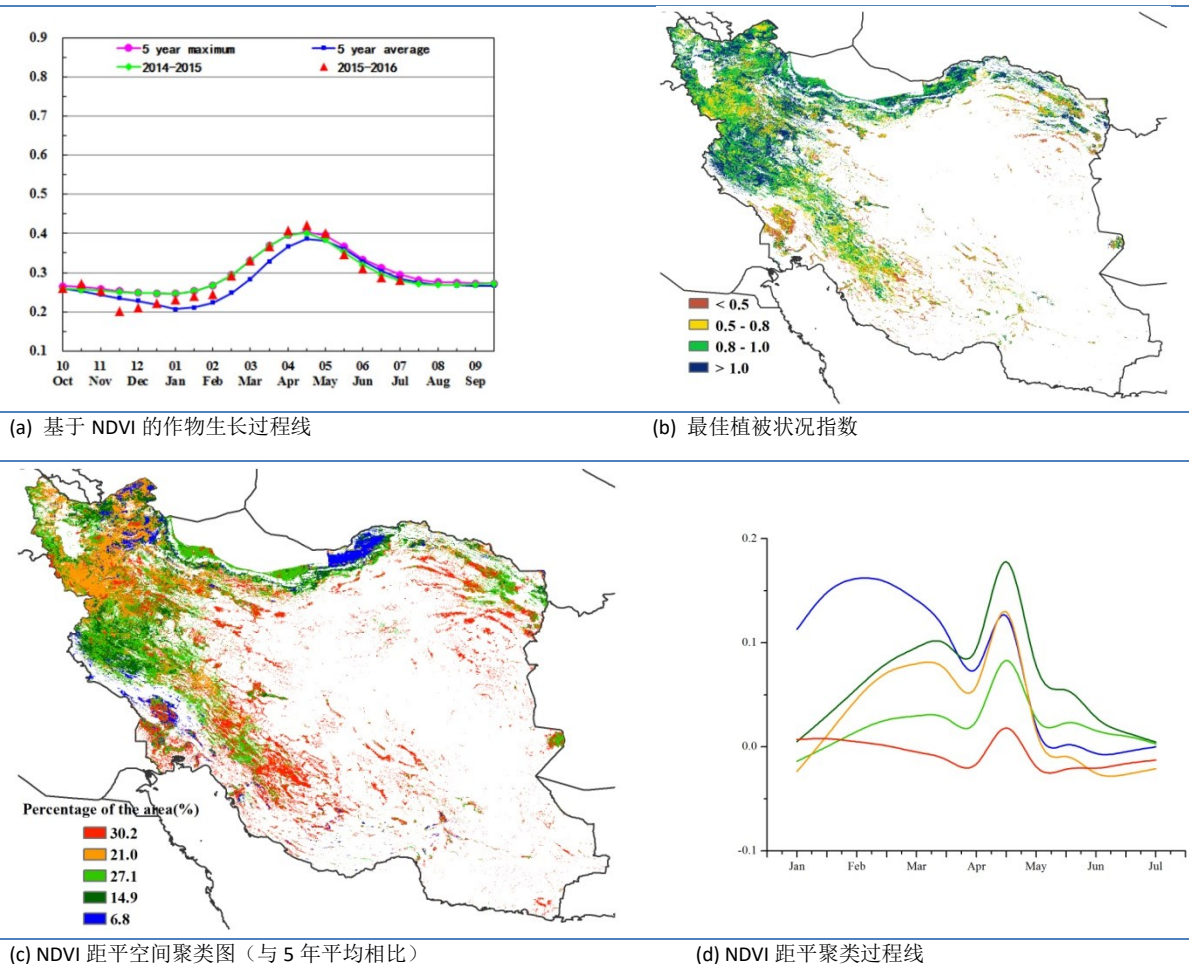 0.9
0.8
0.7
0.6
0.5
0.4
0.3
0.2
0.1
5 year maximum
5 year average
2014-2015
2015-2016
10 11 12 01 02 03 04 05 06 07 08 09
Oct Nov Dec Jan Feb Mar Apr May Jun Jul Aug Sep
< 0.5
0.5 - 0.8
0.8 - 1.0
> 1.0
(a) 基于 NDVI 的作物生长过程线
(b) 最佳植被状况指数
Percentage of the area(%)
30.2
21.0
27.1
14.9
6.8
0.2
0.1
0.0
-0.1
Jan Feb Mar Apr May Jun Jul
(c) NDVI 距平空间聚类图（与 5 年平均相比）
(d) NDVI 距平聚类过程线